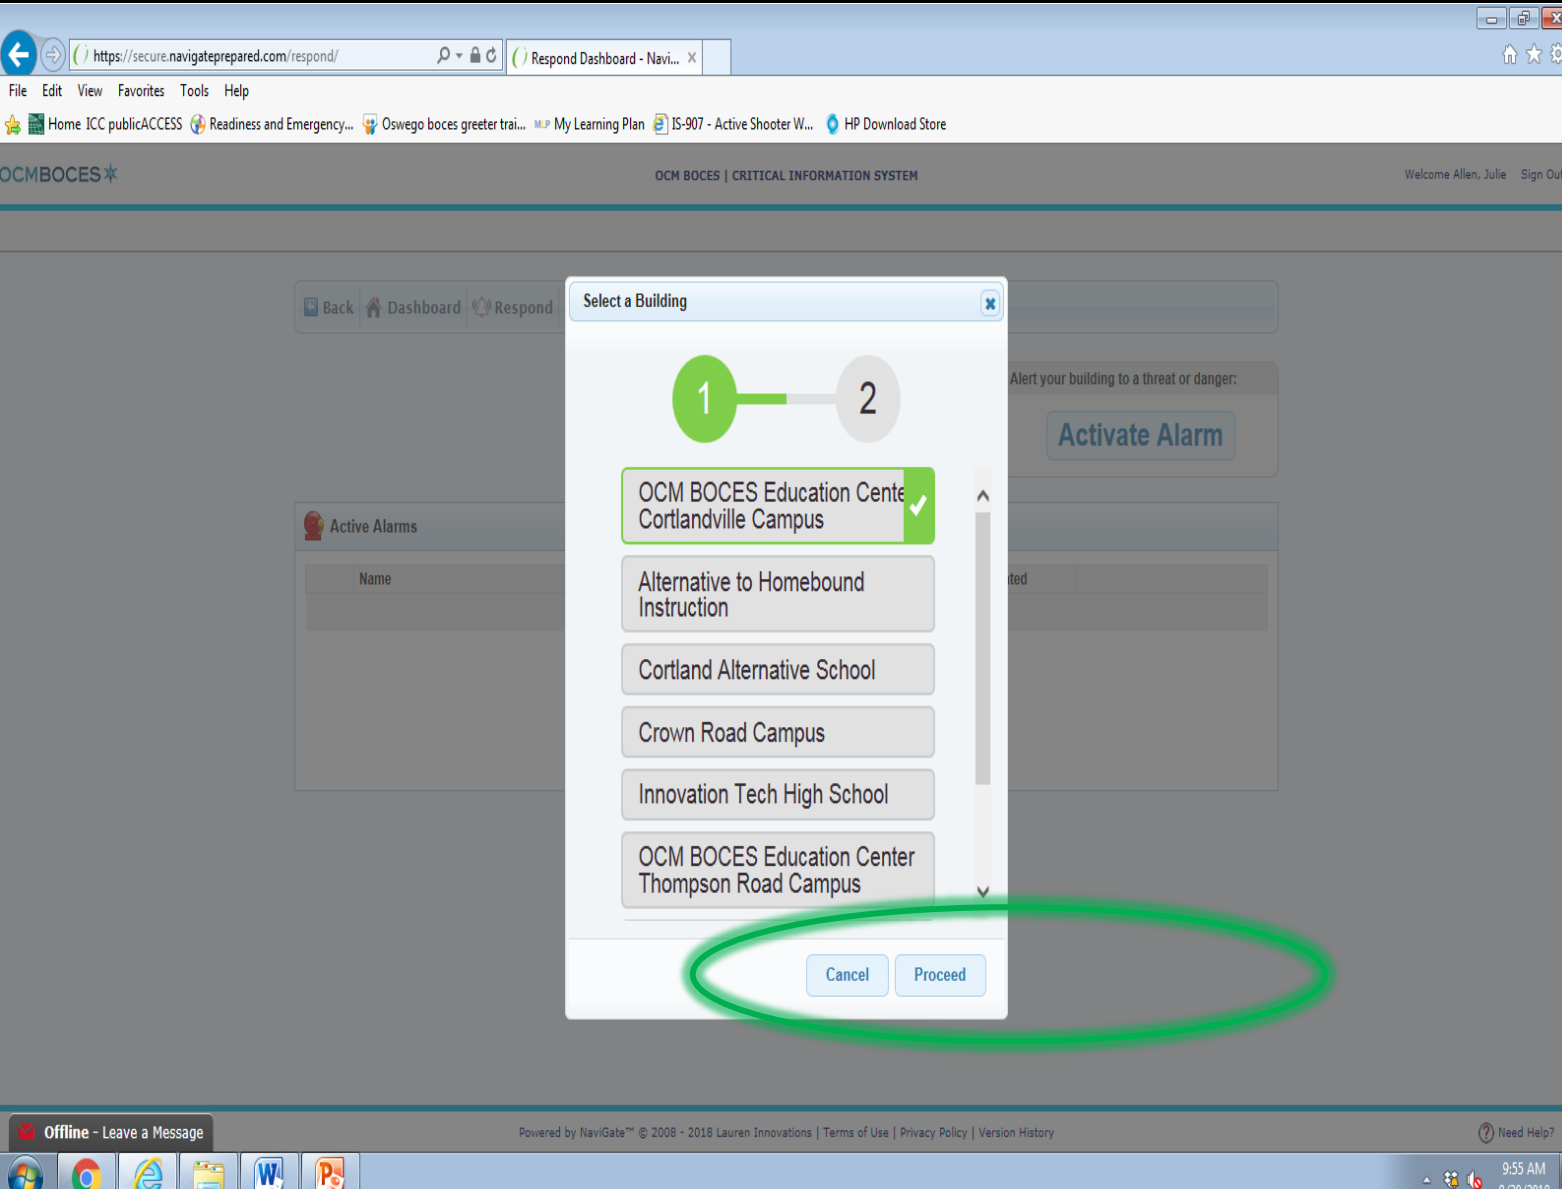 https://secure.navigateprepared.com/respond/
Respond Dashboard - Navi...
File Edit View Favorites Tools Help
Home ICC publicACCESS Readiness and Emergency... Oswego boces greeter trai... MLP My Learning Plan IS-907 - Active Shooter W... HP Download Store
OCMBOCES
OCM BOCES | CRITICAL INFORMATION SYSTEM
Welcome Allen, Julie Sign Out
Back Dashboard Respond
Select a Building
1 2
Alert your building to a threat or danger:
Activate Alarm
OCM BOCES Education Cente
Cortlandville Campus
Active Alarms
Name
ated
Alternative to Homebound
Instruction
Cortland Alternative School
Crown Road Campus
Innovation Tech High School
OCM BOCES Education Center
Thompson Road Campus
Cancel Proceed
Offline - Leave a Message
Powered by NaviGate™ © 2008 - 2018 Lauren Innovations | Terms of Use | Privacy Policy | Version History
Need Help?
9:55 AM